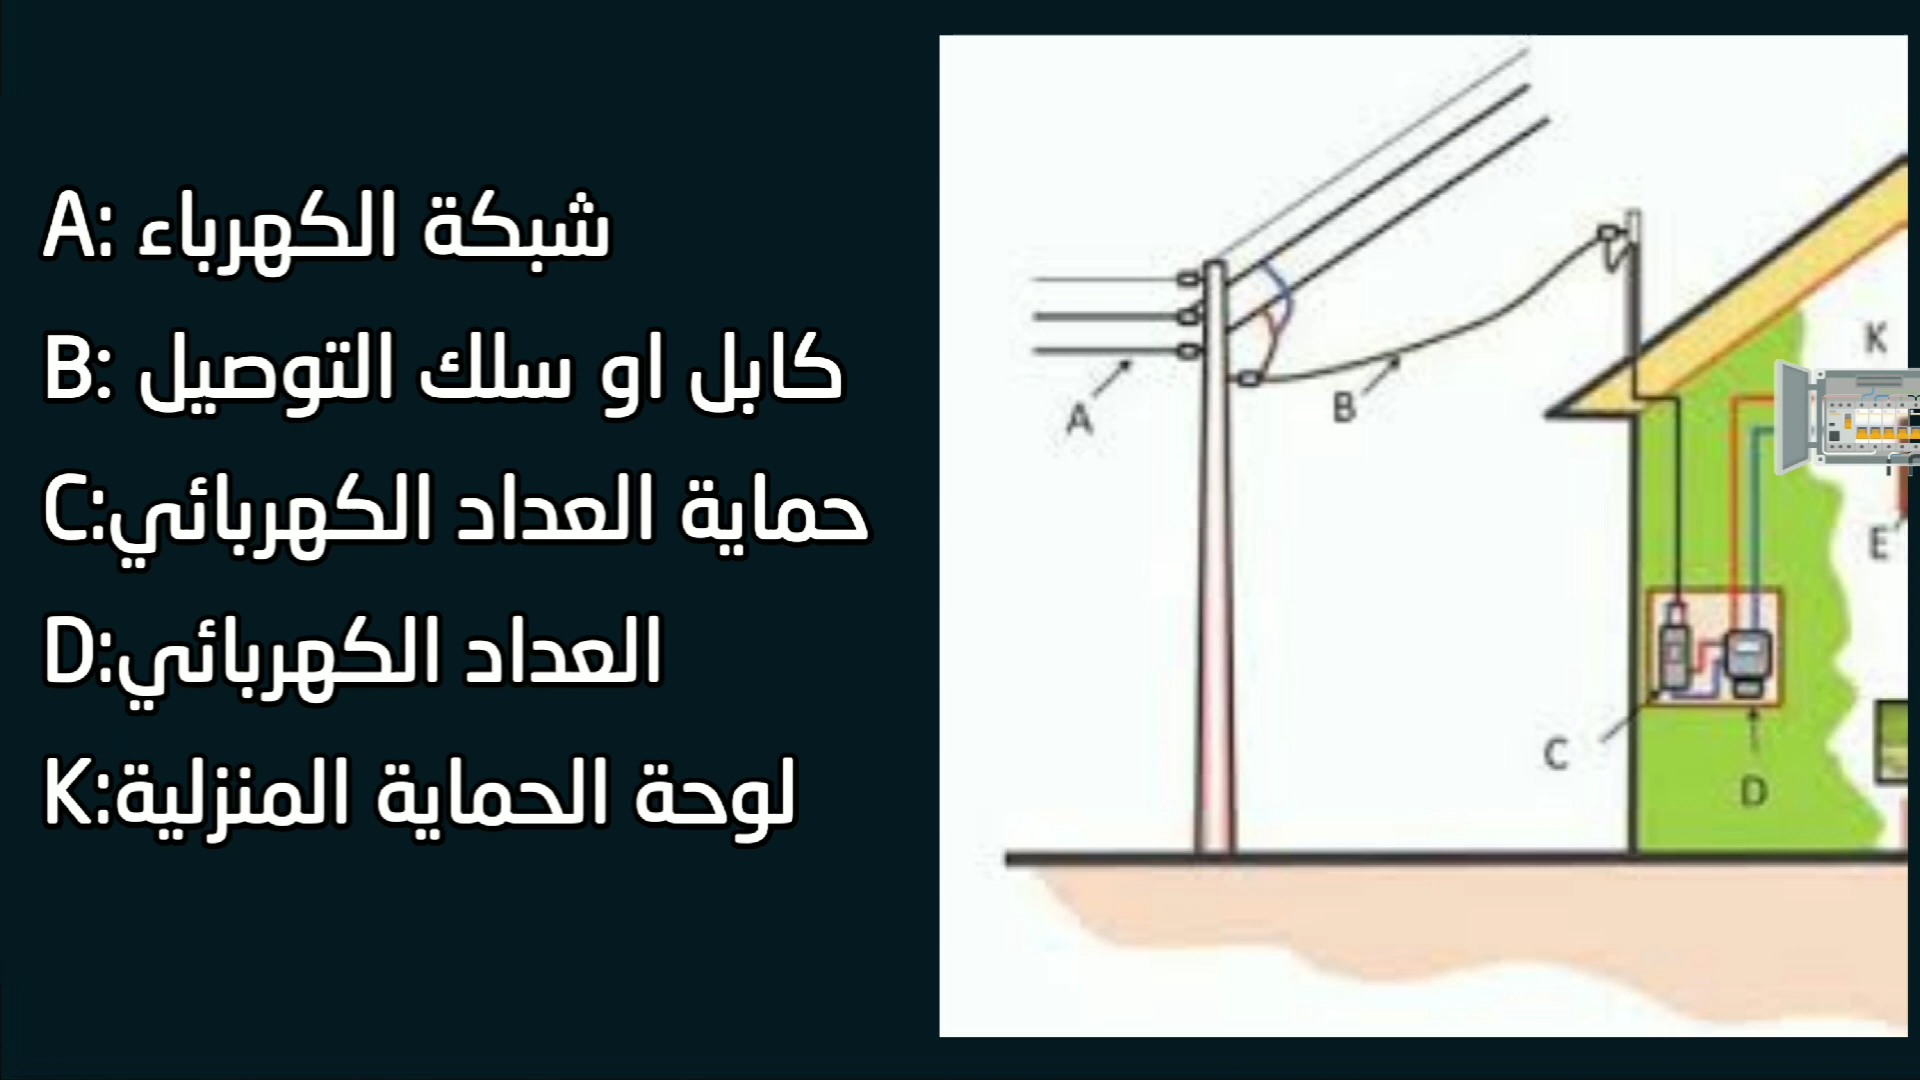 A: شبكة الكهرباء
B: كابل او سلك التوصيل
C:حماية العداد الكهربائي
D:العداد الكهربائي
K:لوحة الحماية المنزلية
K
A
B
E
C
D